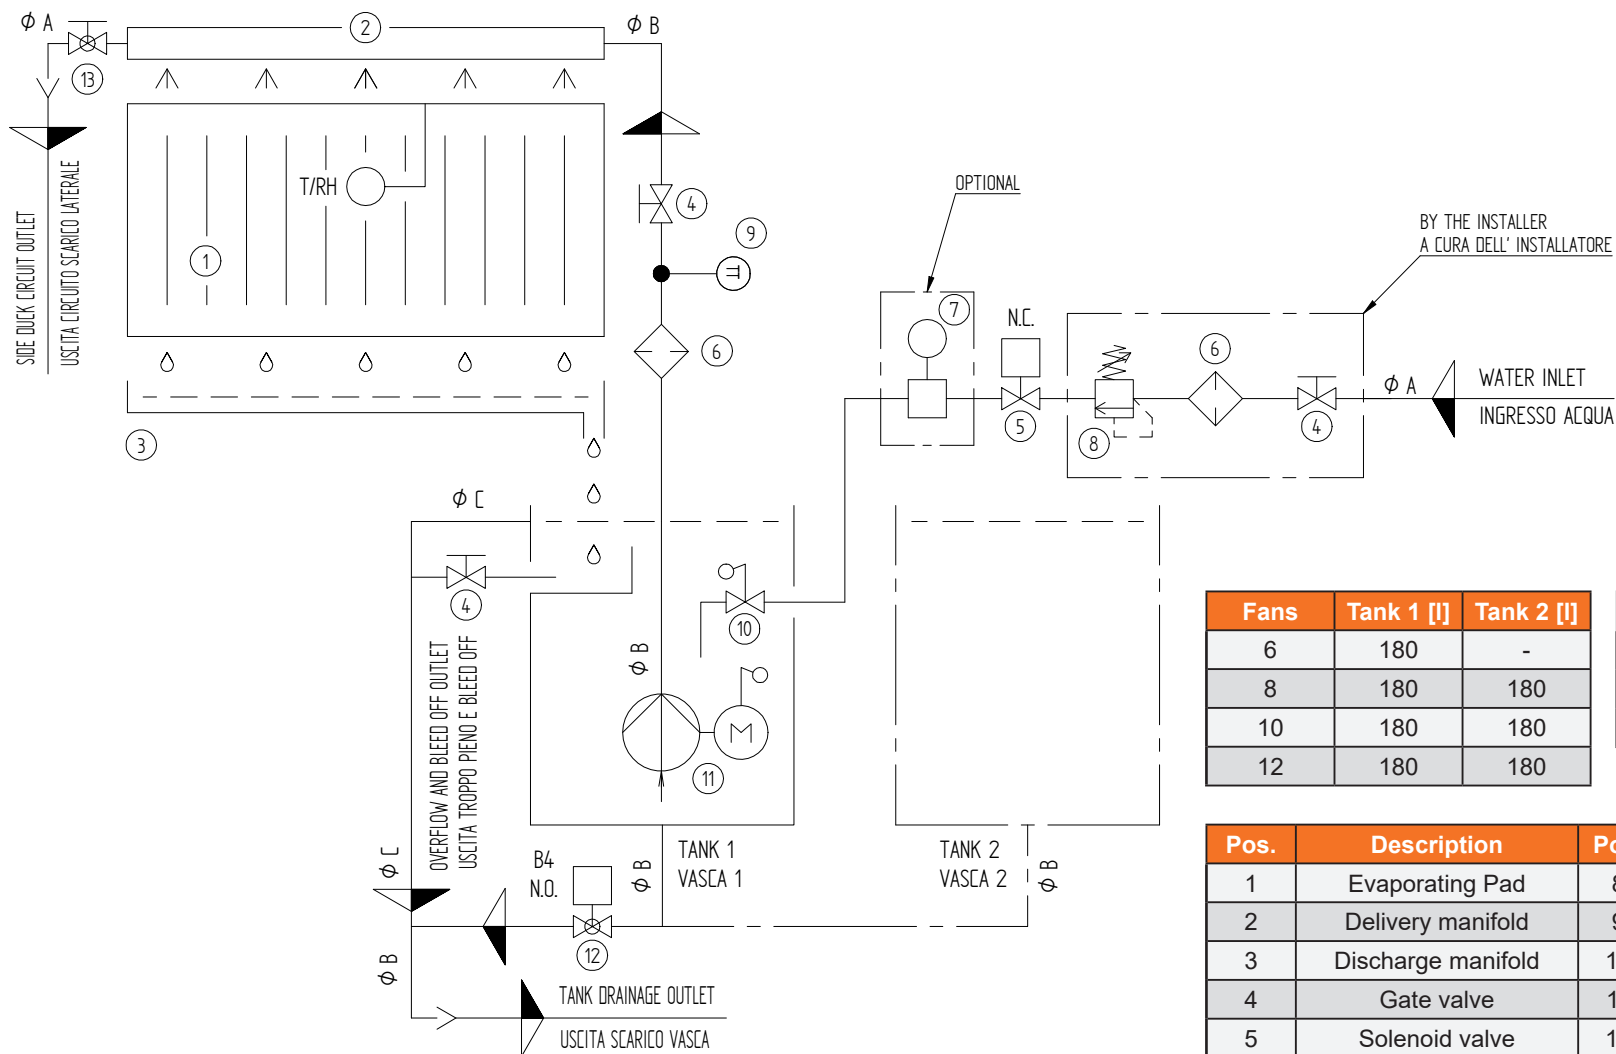 ϕ A
2
ϕ B
13
SIDE DUCK CIRCUIT OUTLET
USCITA CIRCUITO SCARICO LATERALE
T/RH
1
4
9
6
3
OPTIONAL
7
N.C.
5
BY THE INSTALLER
A CURA DELL' INSTALLATORE
6
8
4
ϕ A
WATER INLET
INGRESSO ACQUA
ϕ C
4
10
ϕ B
M
11
OVERFLOW AND BLEED OFF OUTLET
USCITA TROPPO PIENO E BLEED OFF
ϕ C
B4
N.O.
12
ϕ B
TANK 1
VASCA 1
TANK 2
VASCA 2
ϕ B
ϕ B
TANK DRAINAGE OUTLET
USCITA SCARICO VASCA
Fans Tank 1 [l] Tank 2 [l]
6 180 -
8 180 180
10 180 180
12 180 180
Pos. Description
1 Evaporating Pad
2 Delivery manifold
3 Discharge manifold
4 Gate valve
5 Solenoid valve